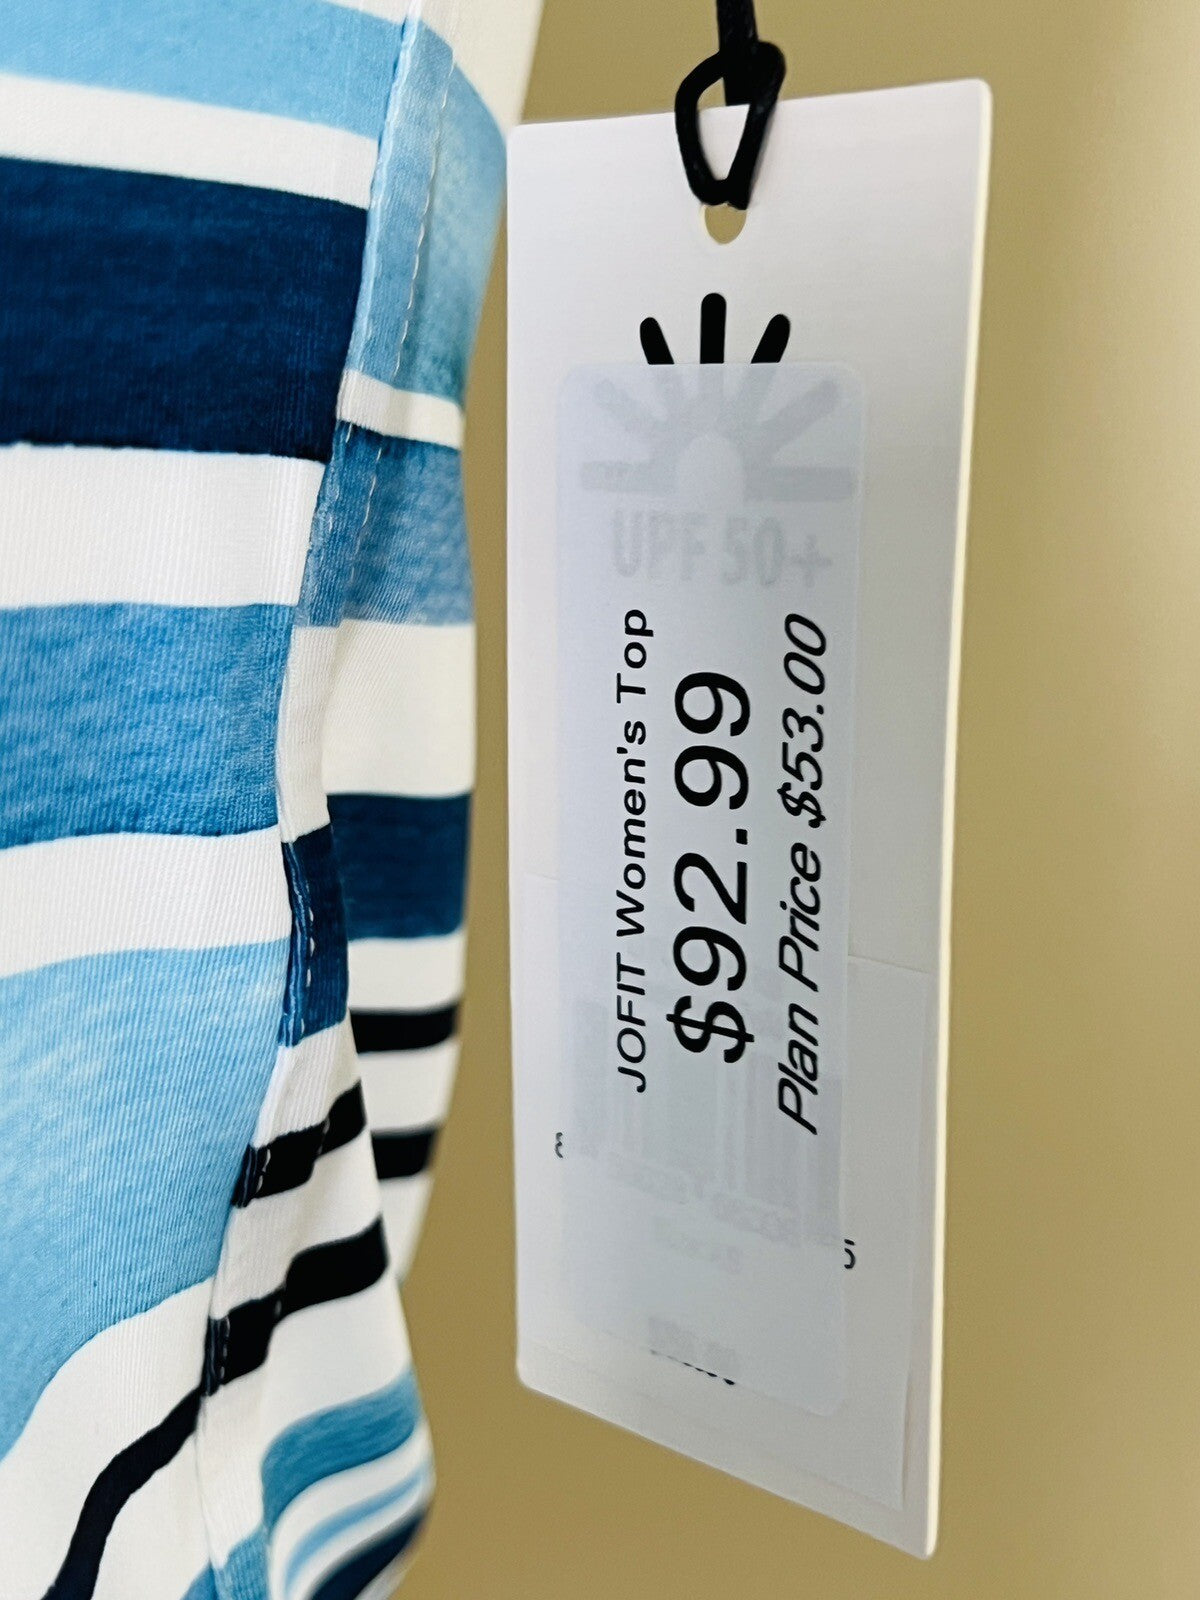 UPF 50+
JOFIT Women's Top
$92.99
Plan Price $53.00